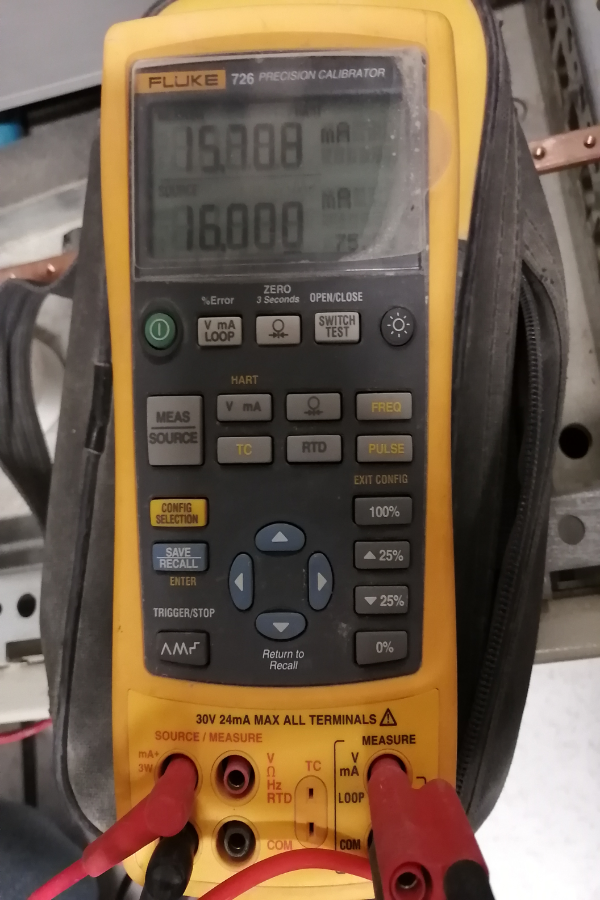 FLUKE 726 PRECISION CALIBRATOR
mA
SOURCE
mA
16.000
%Error
ZERO
3 Seconds
OPEN/CLOSE
V mA
LOOP
SWITCH
TEST
HART
MEAS
SOURCE
V mA
FREQ
TC
RTD
PULSE
EXIT CONFIG
CONFIG
SELECTION
100%
SAVE
RECALL
25%
ENTER
25%
TRIGGER/STOP
0%
Return to
Recall
30V 24mA MAX ALL TERMINALS
SOURCE / MEASURE
MEASURE
mA+
3W
V
Ω
Hz
RTD
TC
V
mA
LOOP
COM
COM